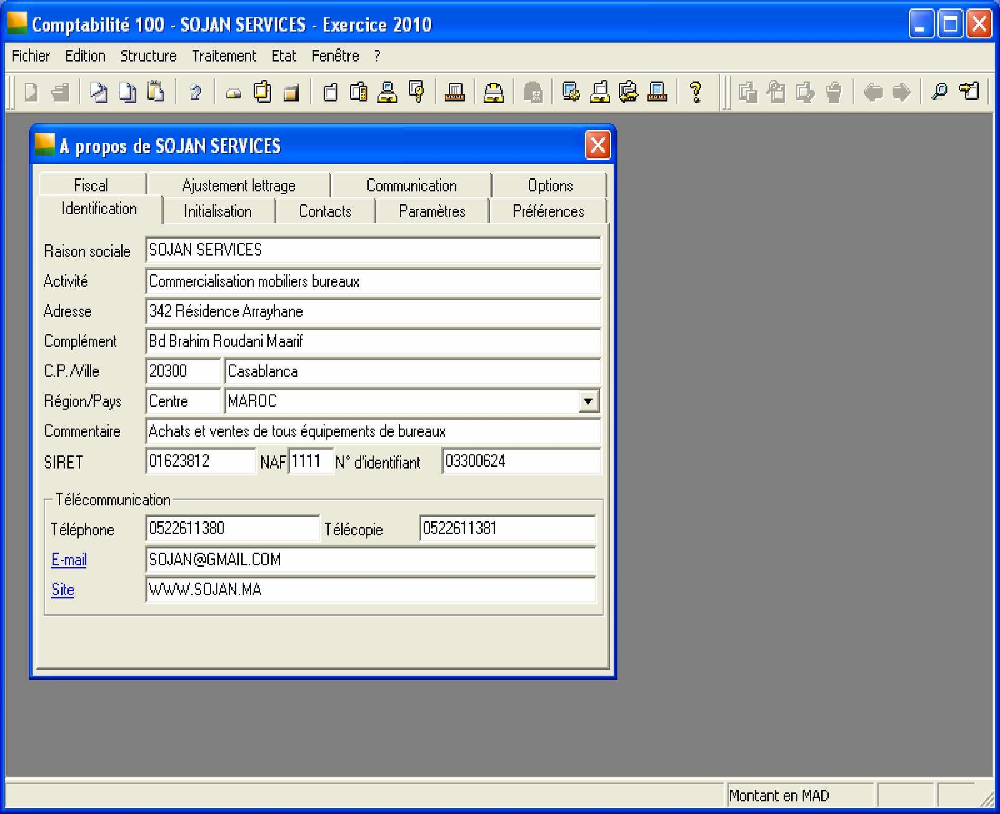 Comptabilité 100 - SOJAN SERVICES - Exercice 2010
Fichier Edition Structure Traitement Etat Fenêtre ?
A propos de SOJAN SERVICES
Fiscal Ajustement lettrage Communication Options
Identification Initialisation Contacts Paramètres Préférences
Raison sociale SOJAN SERVICES
Activité Commercialisation mobiliers bureaux
Adresse 342 Résidence Arrayhane
Complément Bd Brahim Roudani Maarif
C.P./Ville 20300 Casablanca
Région/Pays Centre MAROC
Commentaire Achats et ventes de tous équipements de bureaux
SIRET 01623812 NAF 1111 N° d'identifiant 03300624
Télécommunication
Téléphone 0522611380 Télécopie 0522611381
E-mail SOJAN@GMAIL.COM
Site WWW.SOJAN.MA
Montant en MAD